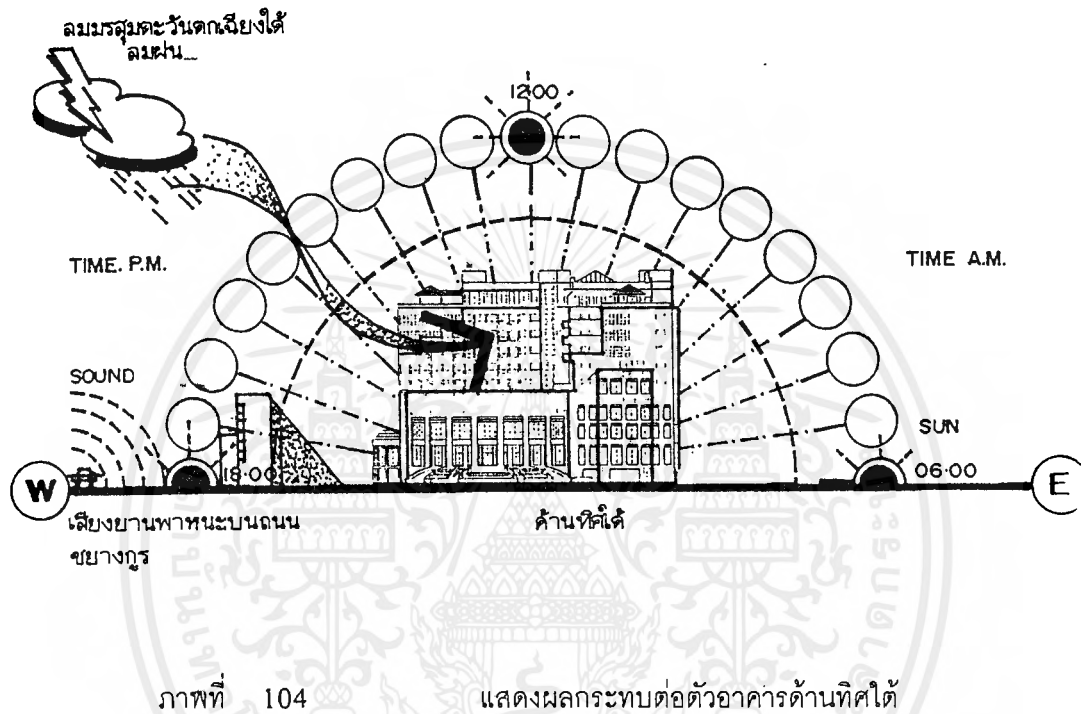 ลมมรสุมตะวันตกเฉียงใต้
ลมฝน...
12:00
TIME. P.M.
TIME A.M.
SOUND
SUN
W
18:00
06:00
E
เสียงยานพาหนะบนถนน
ชยางกูร
ด้านทิศใต้
ภาพที่ 104 แสดงผลกระทบต่อตัวอาคารด้านทิศใต้